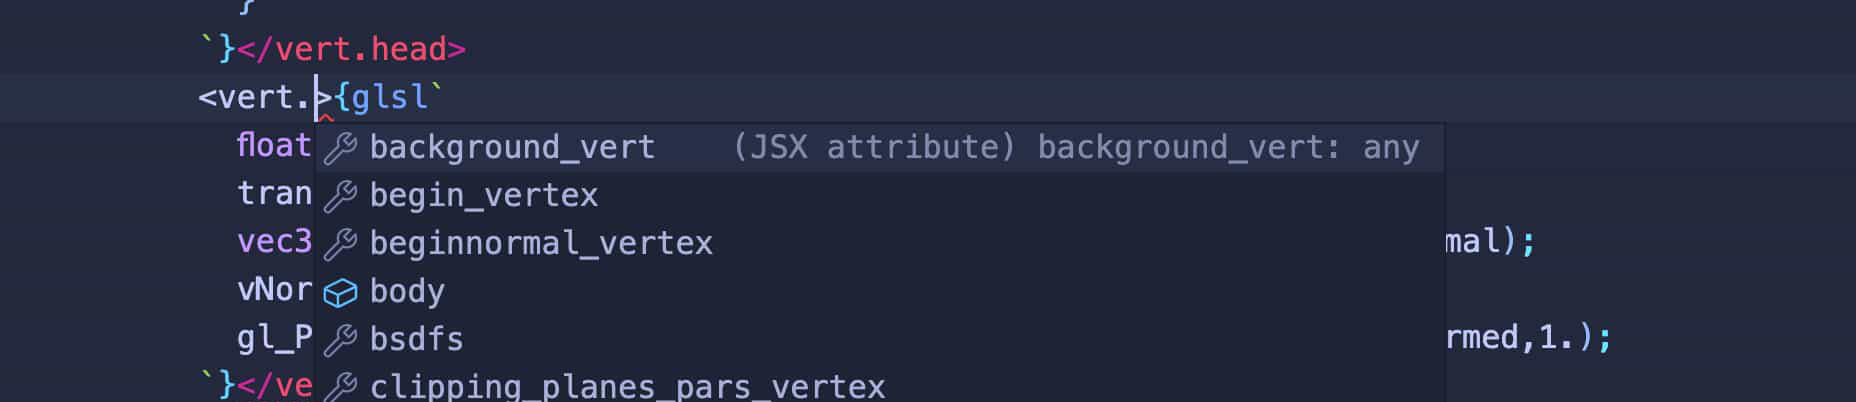 }
`}</vert.head>
<vert.>{glsl`
float
background_vert (JSX attribute) background_vert: any
tran
begin_vertex
vec3
beginnormal_vertex
mal);
vNor
body
gl_P
bsdfs
rmed,1.);
`}</ve
clipping_planes_pars_vertex